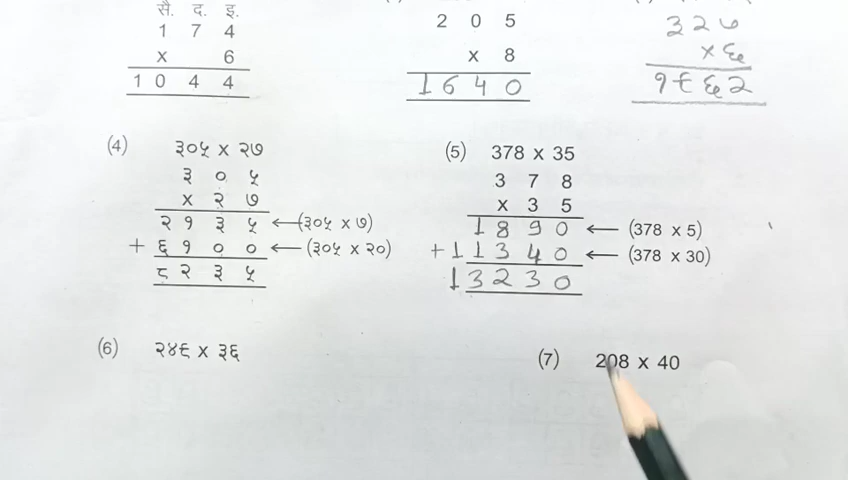 से. द. इ.
1 7 4
x 6
1 0 4 4
2 0 5
x 8
1 6 4 0
३२७
x ६
१९६२
(4) ३०५ x २७
३ ० ५
x २ ७
२ १ ३ ५ ← (३०५ x ७)
+ ६ १ ० ० ← (३०५ x २०)
८ २ ३ ५
(5) 378 x 35
3 7 8
x 3 5
1 8 9 0 ← (378 x 5)
+ 1 1 3 4 0 ← (378 x 30)
1 3 2 3 0
(6) २४९ x ३६
(7) 208 x 40